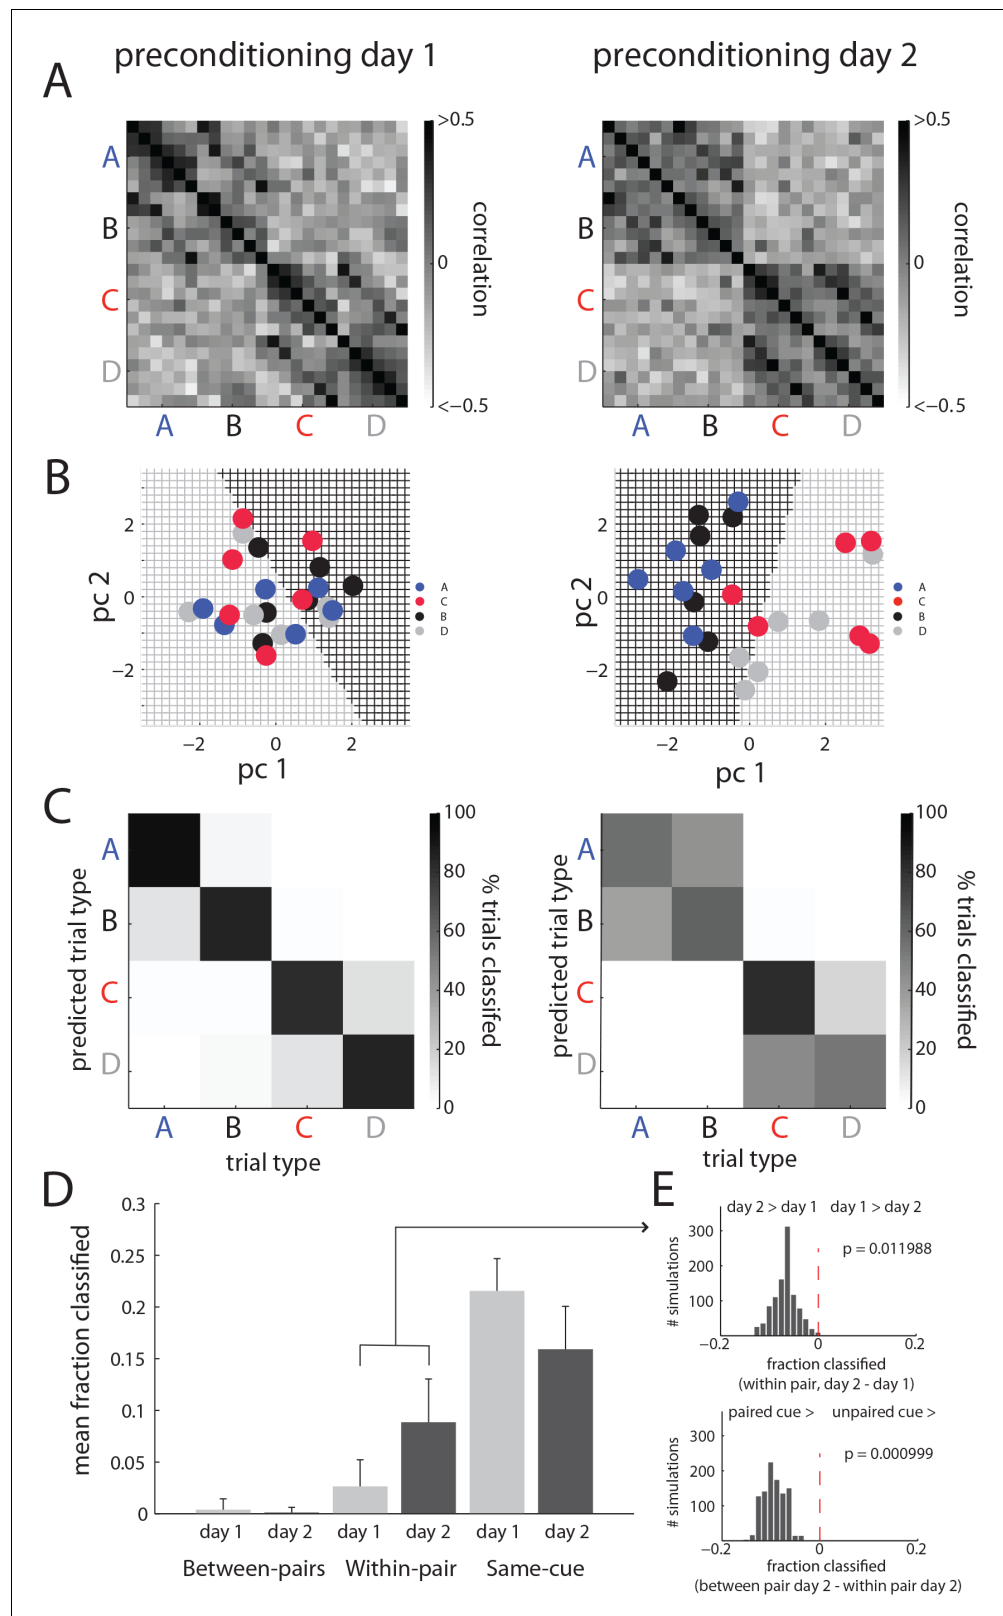 preconditioning day 1
preconditioning day 2
A
>0.5
0
<−0.5
correlation
A
B
C
D
A B C D
>0.5
0
<−0.5
correlation
A
B
C
D
A B C D
B
pc 2
2
0
−2
−2 0 2
pc 1
A
C
B
D
pc 2
2
0
−2
−2 0 2
pc 1
A
C
B
D
C
predicted trial type
A
B
C
D
A B C D
trial type
100
80
60
40
20
0
% trials classifed
predicted trial type
A
B
C
D
A B C D
trial type
100
80
60
40
20
0
% trials classifed
D
mean fraction classified
0.3
0.25
0.2
0.15
0.1
0.05
0
day 1 day 2 day 1 day 2 day 1 day 2
Between-pairs Within-pair Same-cue
E
day 2 > day 1 day 1 > day 2
p = 0.011988
# simulations
300
200
100
−0.2 0 0.2
fraction classified
(within pair, day 2 - day 1)
paired cue > unpaired cue >
p = 0.000999
# simulations
300
200
100
−0.2 0 0.2
fraction classified
(between pair day 2 - within pair day 2)